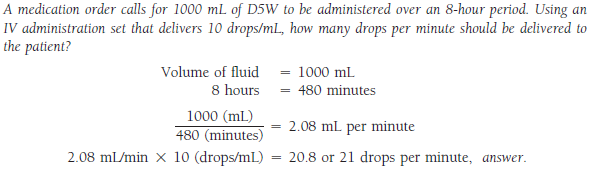 A medication order calls for 1000 mL of D5W to be administered over an 8-hour period. Using an
IV administration set that delivers 10 drops/mL, how many drops per minute should be delivered to
the patient?
Volume of fluid = 1000 mL
8 hours = 480 minutes
1000 (mL)
480 (minutes) = 2.08 mL per minute
2.08 mL/min × 10 (drops/mL) = 20.8 or 21 drops per minute, answer.